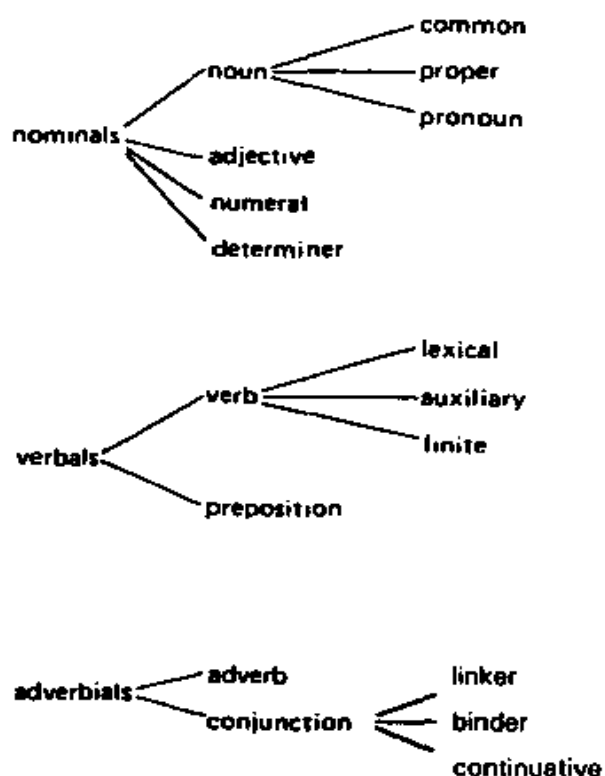 common
noun proper
pronoun
nominals
adjective
numeral
determiner
lexical
verb auxiliary
finite
verbals
preposition
adverb linker
adverbials
conjunction binder
continuative